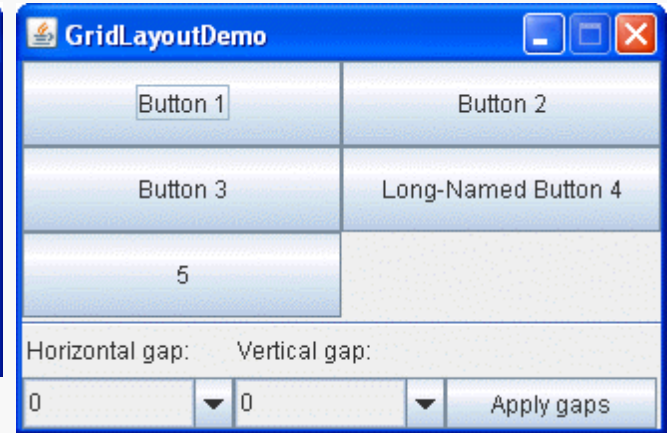 GridLayoutDemo
Button 1 Button 2
Button 3 Long-Named Button 4
5
Horizontal gap: Vertical gap:
0 0 Apply gaps